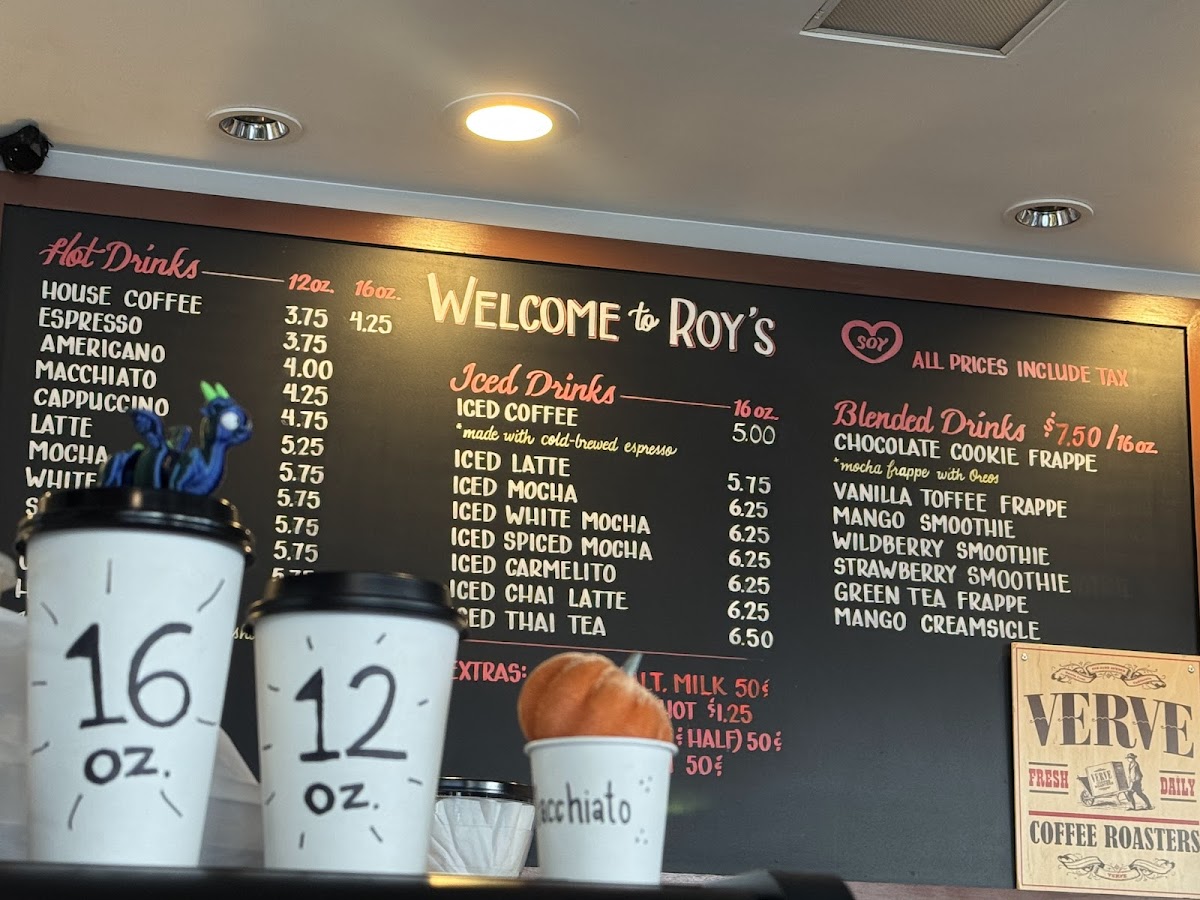 Hot Drinks 12oz. 16oz.
HOUSE COFFEE 3.75 4.25
ESPRESSO 3.75
AMERICANO 4.00
MACCHIATO 4.25
CAPPUCCINO 4.75
LATTE 5.25
MOCHA 5.75
WHITE 5.75
5.75
5.75
WELCOME to ROY'S
Iced Drinks 16oz.
ICED COFFEE 5.00
*made with cold-brewed espresso
ICED LATTE 5.75
ICED MOCHA 6.25
ICED WHITE MOCHA 6.25
ICED SPICED MOCHA 6.25
ICED CARMELITO 6.25
ICED CHAI LATTE 6.25
ICED THAI TEA 6.50
EXTRAS: LT. MILK 50¢
$1.25
HALF) 50¢
50¢
SOY
ALL PRICES INCLUDE TAX
Blended Drinks $7.50/16oz.
CHOCOLATE COOKIE FRAPPE
*mocha frappe with Oreos
VANILLA TOFFEE FRAPPE
MANGO SMOOTHIE
WILDBERRY SMOOTHIE
STRAWBERRY SMOOTHIE
GREEN TEA FRAPPE
MANGO CREAMSICLE
16
oz.
12
oz.
acchiato
VERVE
FRESH DAILY
VERVE
COFFEE ROASTERS
VERVE